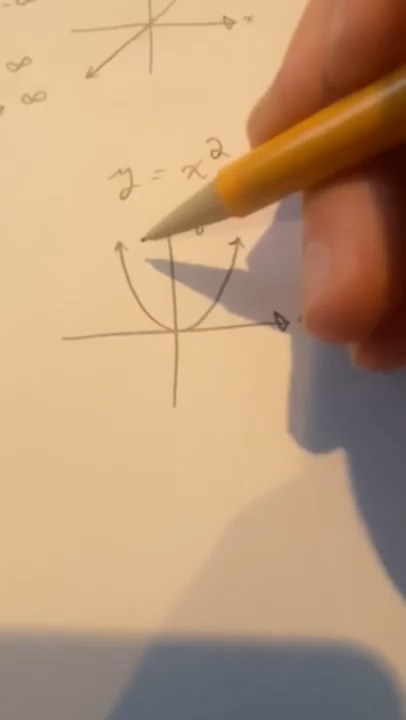 x
∞
∞
y = x²